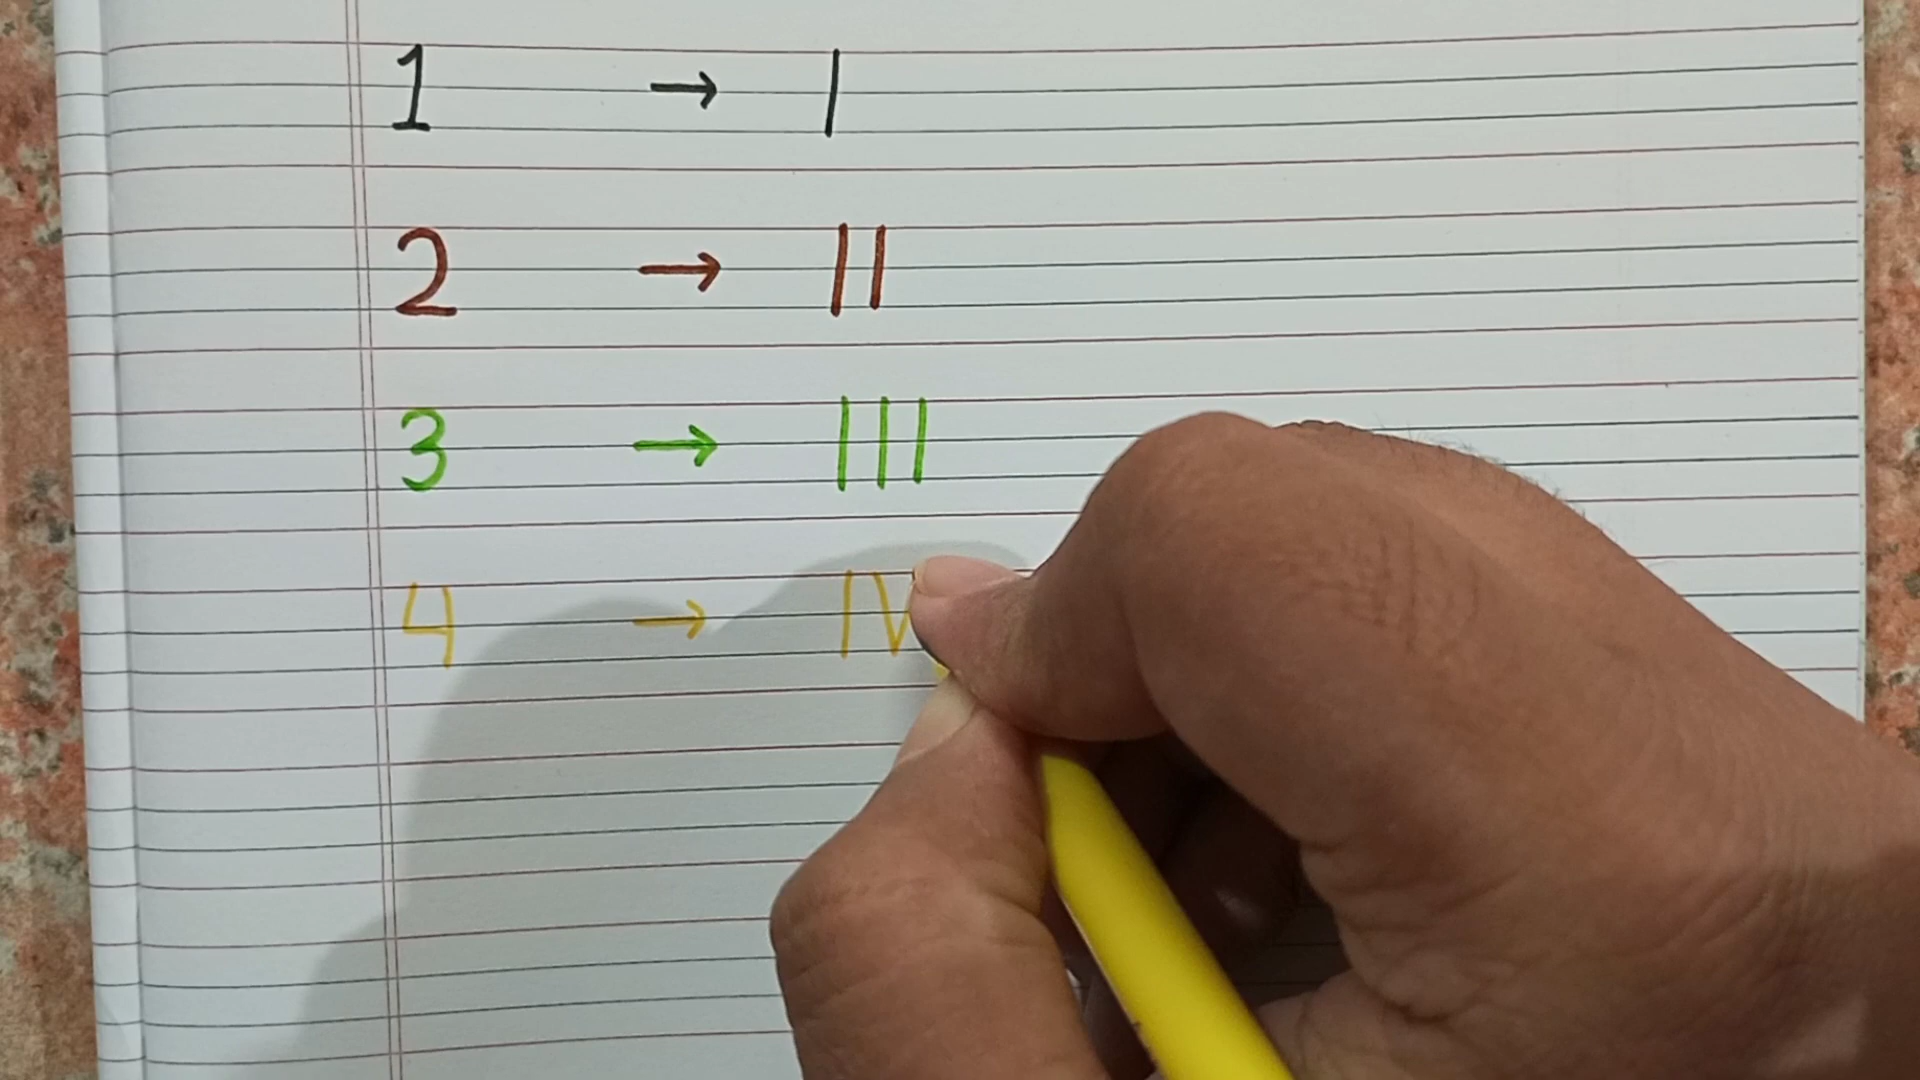 1 → I
2 → II
3 → III
4 → IV